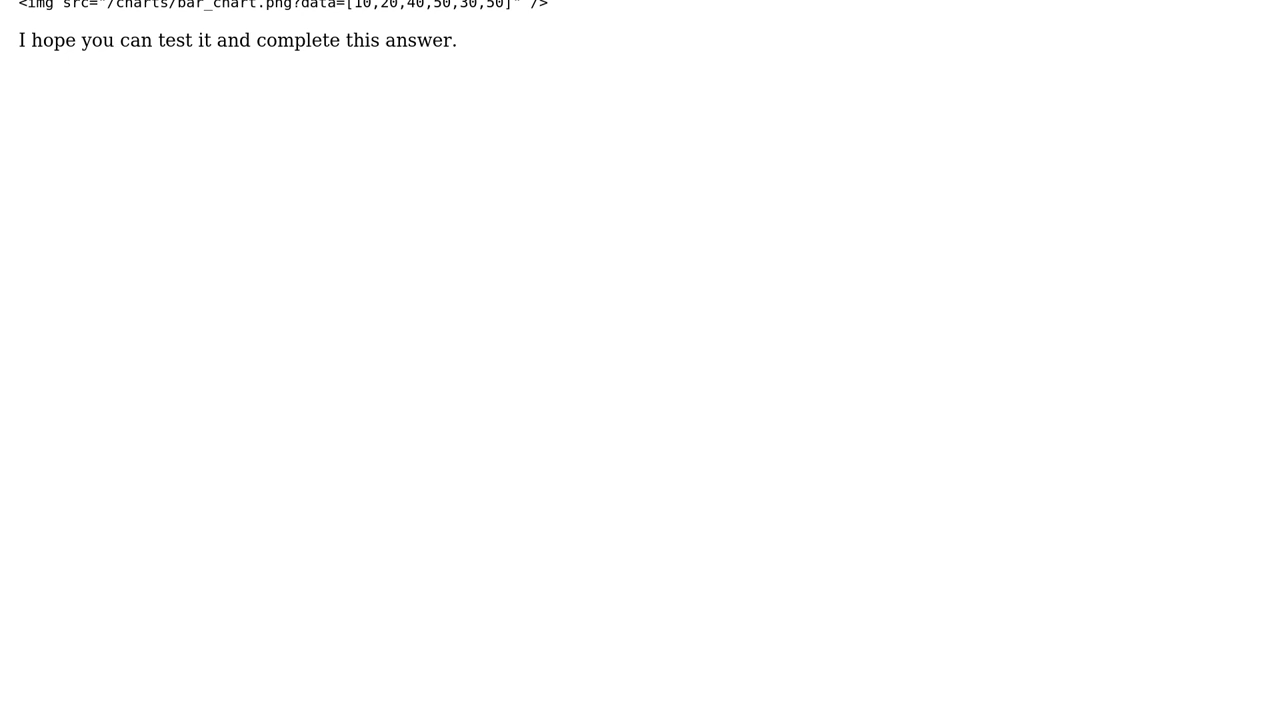 <img src="/charts/bar_chart.png?data=[10,20,40,50,30,50]" />
I hope you can test it and complete this answer.